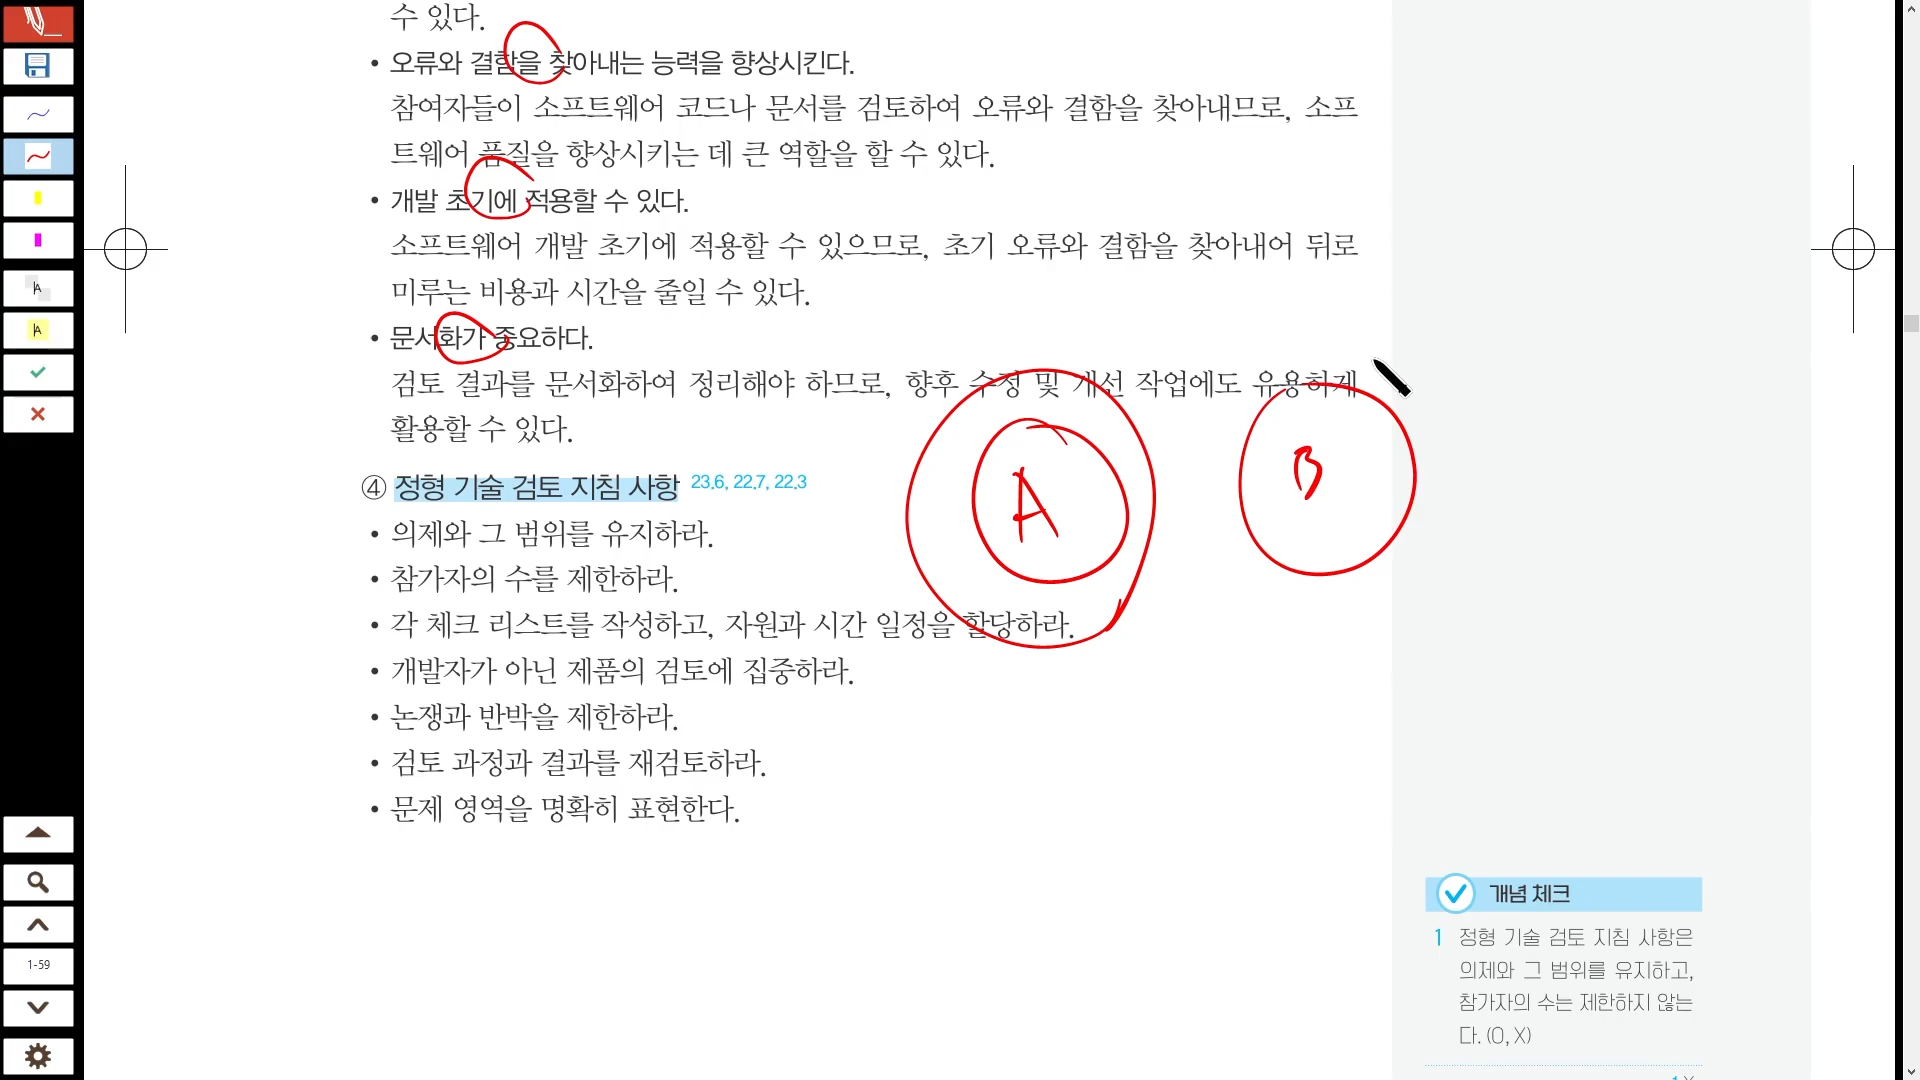 수 있다.
• 오류와 결함을 찾아내는 능력을 향상시킨다.
참여자들이 소프트웨어 코드나 문서를 검토하여 오류와 결함을 찾아내므로, 소프
트웨어 품질을 향상시키는 데 큰 역할을 할 수 있다.
• 개발 초기에 적용할 수 있다.
소프트웨어 개발 초기에 적용할 수 있으므로, 초기 오류와 결함을 찾아내어 뒤로
미루는 비용과 시간을 줄일 수 있다.
• 문서화가 중요하다.
검토 결과를 문서화하여 정리해야 하므로, 향후 수정 및 개선 작업에도 유용하게
활용할 수 있다.
A
B
④ 정형 기술 검토 지침 사항 23.6, 22.7, 22.3
• 의제와 그 범위를 유지하라.
• 참가자의 수를 제한하라.
• 각 체크 리스트를 작성하고, 자원과 시간 일정을 할당하라.
• 개발자가 아닌 제품의 검토에 집중하라.
• 논쟁과 반박을 제한하라.
• 검토 과정과 결과를 재검토하라.
• 문제 영역을 명확히 표현한다.
개념 체크
1 정형 기술 검토 지침 사항은
의제와 그 범위를 유지하고,
참가자의 수는 제한하지 않는
다. (O, X)
A
A
1-59